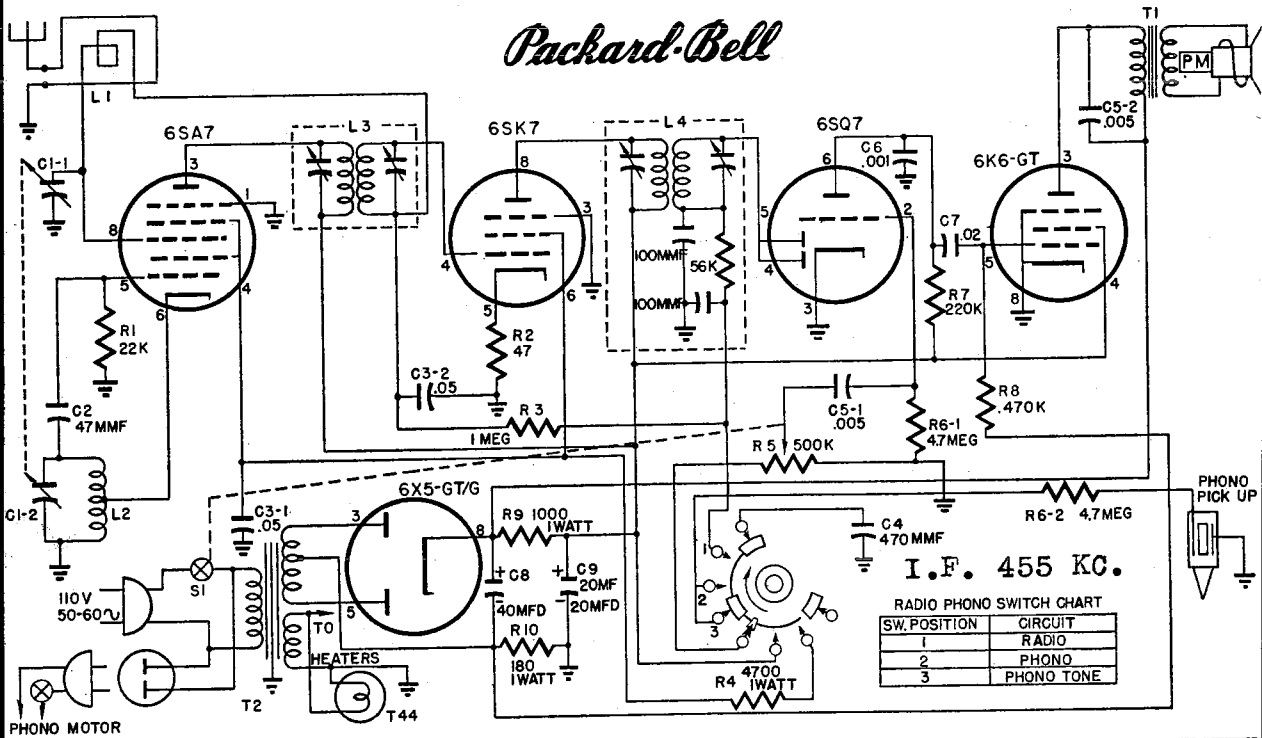 Packard-Bell
T1
PM
L1
6SA7
L3
6SK7
L4
6SQ7
C6
.001
6K6-GT
C5-2
.005
C1-1
3
1
8
5
4
6
8
3
4
5
6
6
5
4
2
3
3
5
8
4
C7
.02
100MMF
56K
100MMF
R7
220K
R1
22K
R2
47
C3-2
.05
C2
47MMF
R3
1 MEG
C5-1
.005
R6-1
4.7MEG
R8
.470K
R5 500K
C1-2
L2
C3-1
.05
6X5-GT/G
3
5
8
R9 1000
1WATT
C8
40MFD
C9
20MF
20MFD
R10
180
1WATT
C4
470MMF
R6-2 4.7MEG
PHONO
PICK UP
1
2
3
I.F. 455 KC.
S1
110V
50-60
TO
HEATERS
T2
T44
R4
4700
1WATT
PHONO MOTOR
RADIO PHONO SWITCH CHART
SW. POSITION CIRCUIT
1 RADIO
2 PHONO
3 PHONO TONE